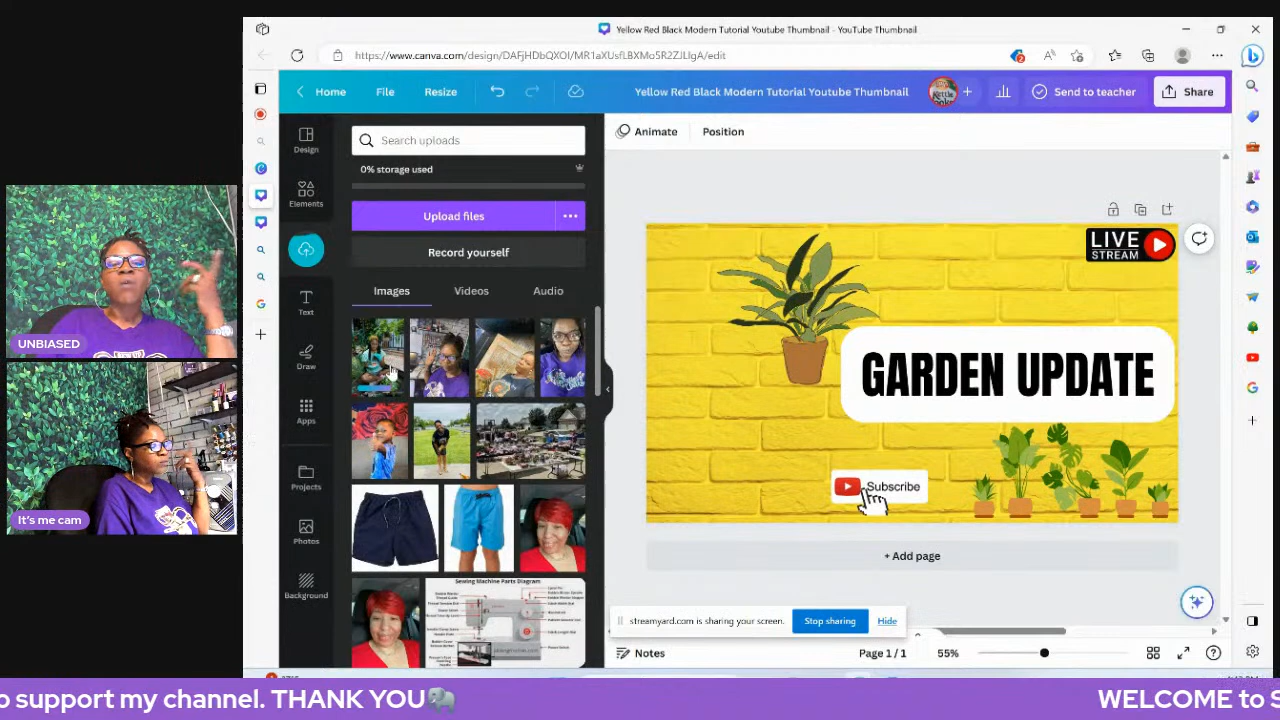 Yellow Red Black Modern Tutorial Youtube Thumbnail - YouTube Thumbnail
https://www.canva.com/design/DAFjHDbQXOI/MR1aXUsfLBXMo5R2ZJLIgA/edit
Home File Resize Yellow Red Black Modern Tutorial Youtube Thumbnail + Send to teacher Share
Design
Elements
Text
Draw
Apps
Projects
Photos
Background
Search uploads
0% storage used
Upload files
Record yourself
Images Videos Audio
Sewing Machine Parts Diagram
Animate Position
LIVE
STREAM
GARDEN UPDATE
Subscribe
+ Add page
streamyard.com is sharing your screen. Stop sharing Hide
Notes Page 1 / 1 55%
UNBIASED
It's me cam
o support my channel. THANK YOU🐘 WELCOME to S